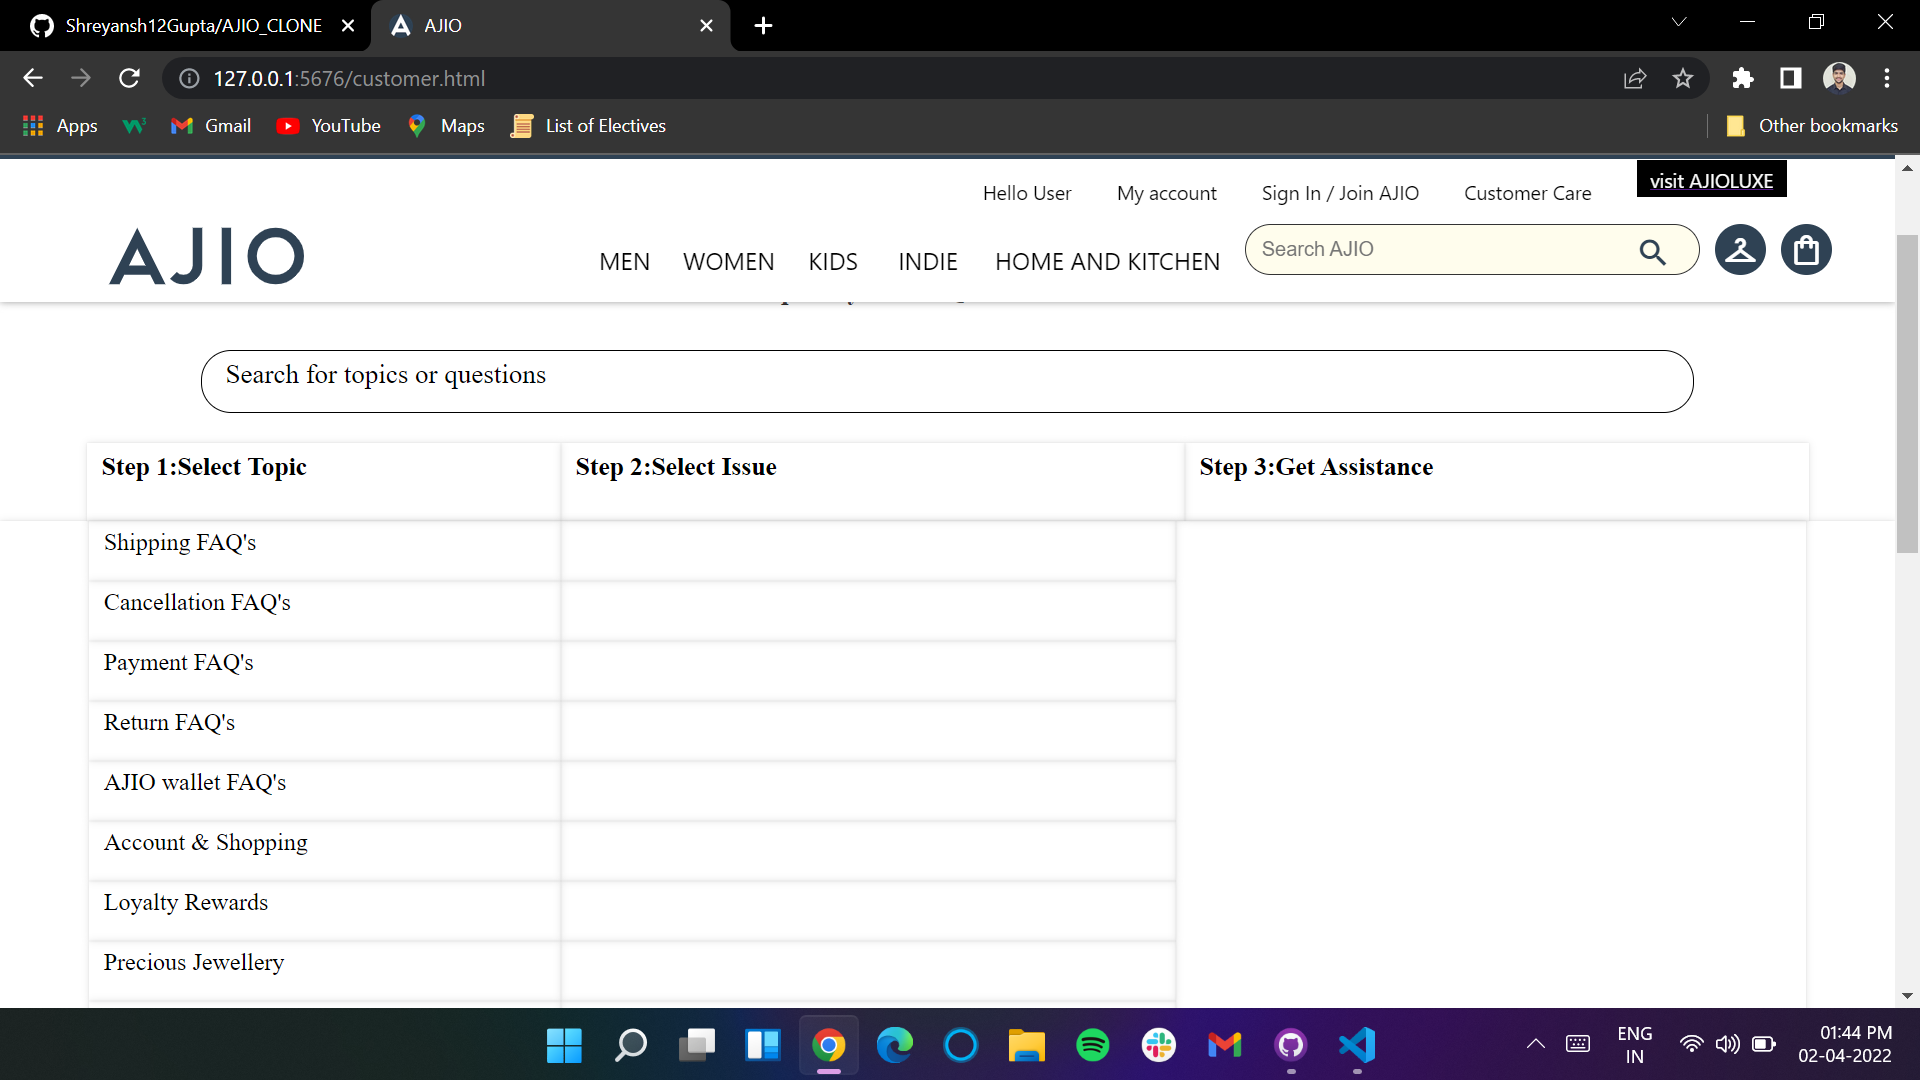 Shreyansh12Gupta/AJIO_CLONE
AJIO
127.0.0.1:5676/customer.html
Apps
Gmail
YouTube
Maps
List of Electives
Other bookmarks
Hello User
My account
Sign In / Join AJIO
Customer Care
visit AJIOLUXE
AJIO
MEN
WOMEN
KIDS
INDIE
HOME AND KITCHEN
Search AJIO
Search for topics or questions
Step 1:Select Topic
Step 2:Select Issue
Step 3:Get Assistance
Shipping FAQ's
Cancellation FAQ's
Payment FAQ's
Return FAQ's
AJIO wallet FAQ's
Account & Shopping
Loyalty Rewards
Precious Jewellery
ENG
IN
01:44 PM
02-04-2022